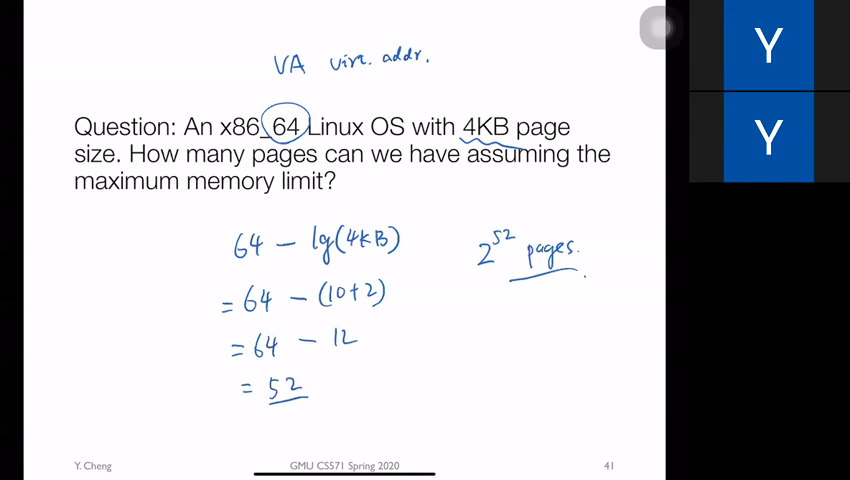 VA virt. addr.
Question: An x86_64 Linux OS with 4KB page
size. How many pages can we have assuming the
maximum memory limit?
64 - lg(4KB)
= 64 - (10+2)
= 64 - 12
= 52
2^52 pages.
Y. Cheng
GMU CS571 Spring 2020
41
Y
Y